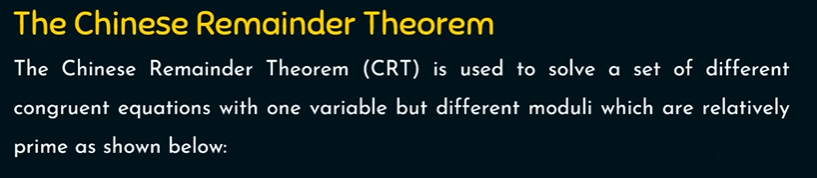 The Chinese Remainder Theorem
The Chinese Remainder Theorem (CRT) is used to solve a set of different
congruent equations with one variable but different moduli which are relatively
prime as shown below: